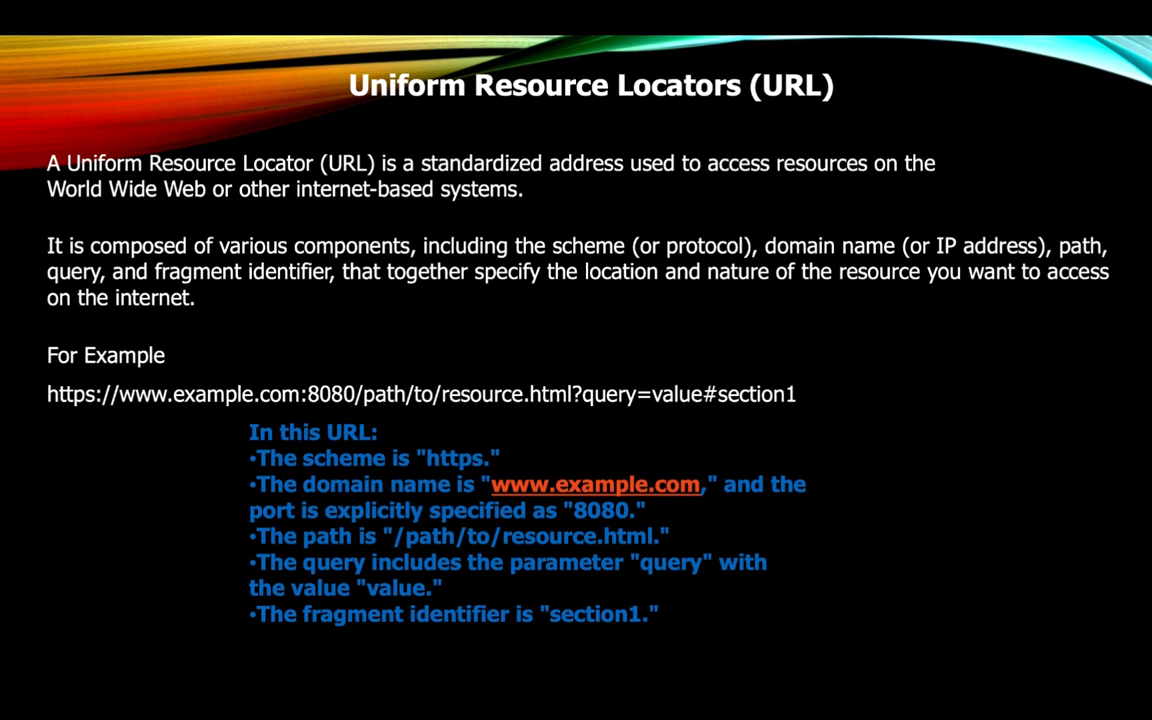 Uniform Resource Locators (URL)
A Uniform Resource Locator (URL) is a standardized address used to access resources on the
World Wide Web or other internet-based systems.
It is composed of various components, including the scheme (or protocol), domain name (or IP address), path,
query, and fragment identifier, that together specify the location and nature of the resource you want to access
on the internet.
For Example
https://www.example.com:8080/path/to/resource.html?query=value#section1
In this URL:
•The scheme is "https."
•The domain name is "www.example.com," and the
port is explicitly specified as "8080."
•The path is "/path/to/resource.html."
•The query includes the parameter "query" with
the value "value."
•The fragment identifier is "section1."